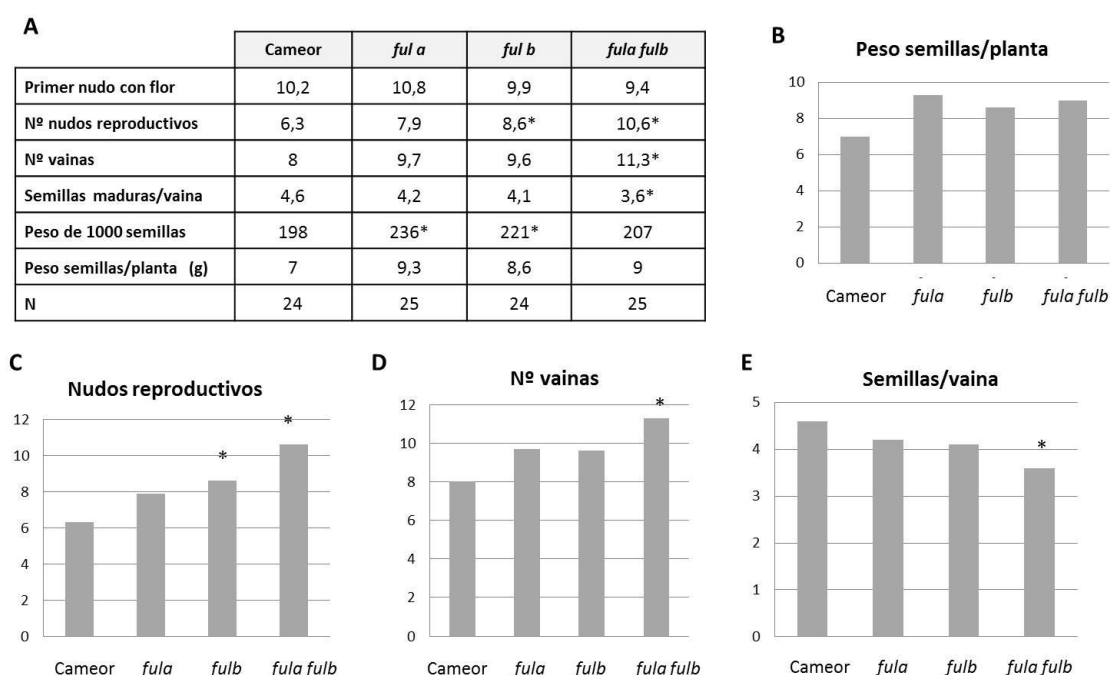 A
Cameor ful a ful b fula fulb
Primer nudo con flor 10,2 10,8 9,9 9,4
Nº nudos reproductivos 6,3 7,9 8,6* 10,6*
Nº vainas 8 9,7 9,6 11,3*
Semillas maduras/vaina 4,6 4,2 4,1 3,6*
Peso de 1000 semillas 198 236* 221* 207
Peso semillas/planta (g) 7 9,3 8,6 9
N 24 25 24 25
B
Peso semillas/planta
10
8
6
4
2
0
Cameor fula fulb fula fulb
C
Nudos reproductivos
12
10
8
6
4
2
0
* *
Cameor fula fulb fula fulb
D
Nº vainas
12
10
8
6
4
2
0
*
Cameor fula fulb fula fulb
E
Semillas/vaina
5
4
3
2
1
0
*
Cameor fula fulb fula fulb